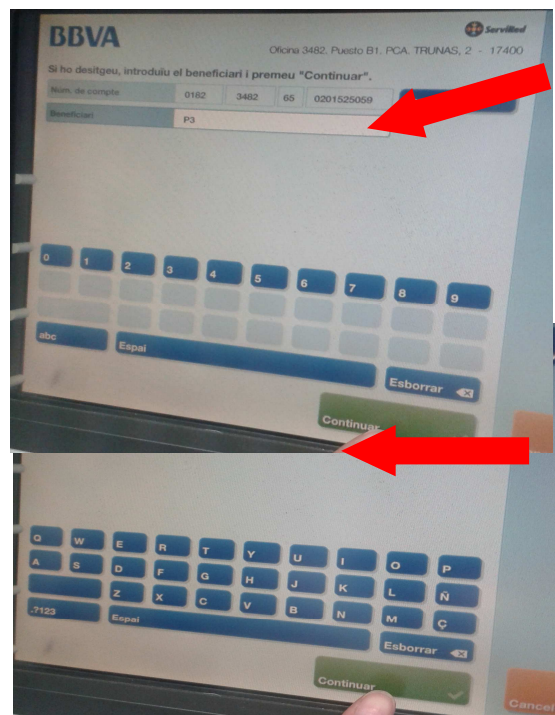 BBVA
ServiRed
Oficina 3482. Puesto B1. PCA. TRUNAS, 2 - 17400
Si ho desitgeu, introduïu el beneficiari i premeu "Continuar".
Núm. de compte 0182 3482 65 0201525059
Beneficiari P3
0 1 2 3 4 5 6 7 8 9
abc Espai
Esborrar
Continuar
Q W E R T Y U I O P
A S D F G H J K L Ñ
Z X C V B N M Ç
.?123 Espai
Esborrar
Continuar
Cancel